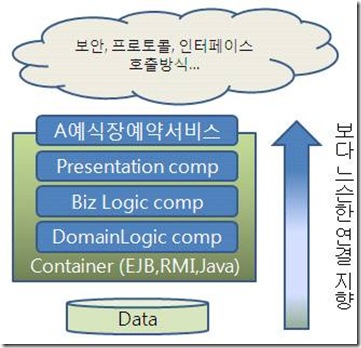 보안, 프로토콜, 인터페이스
호출방식...
A예식장예약서비스
Presentation comp
Biz Logic comp
DomainLogic comp
Container (EJB,RMI,Java)
Data
보다 느슨한 연결 지향